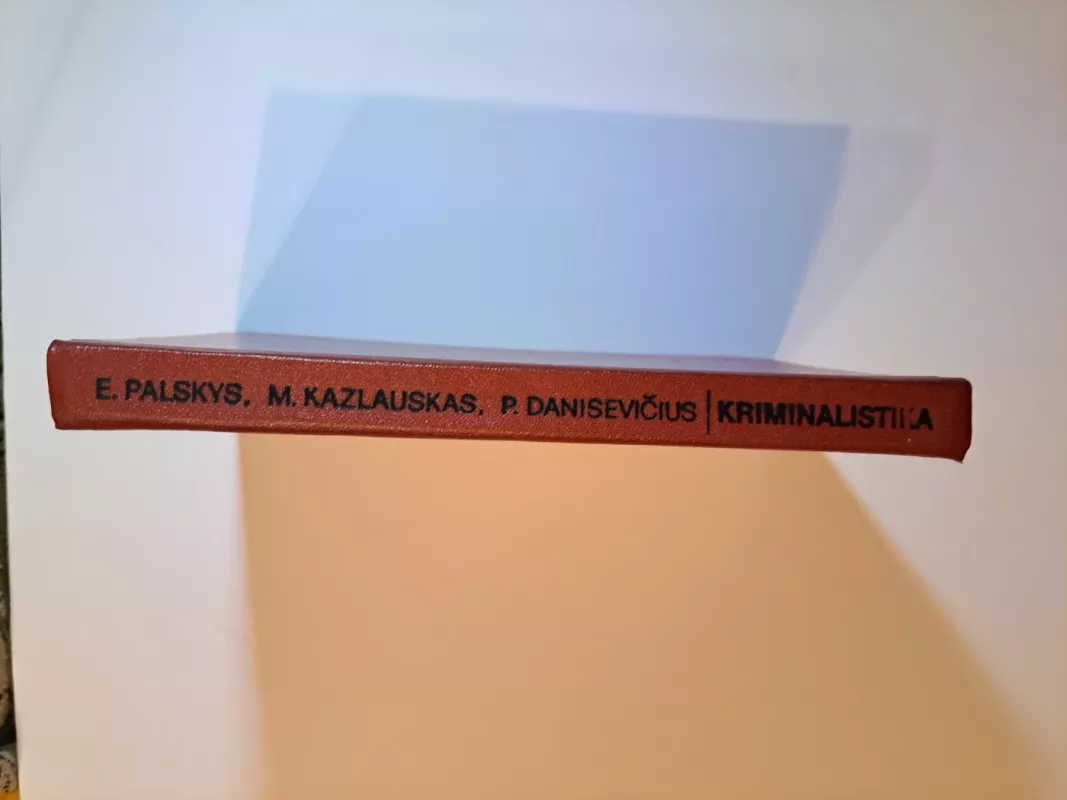 E. PALSKYS, M. KAZLAUSKAS, P. DANISEVIČIUS | KRIMINALISTIKA